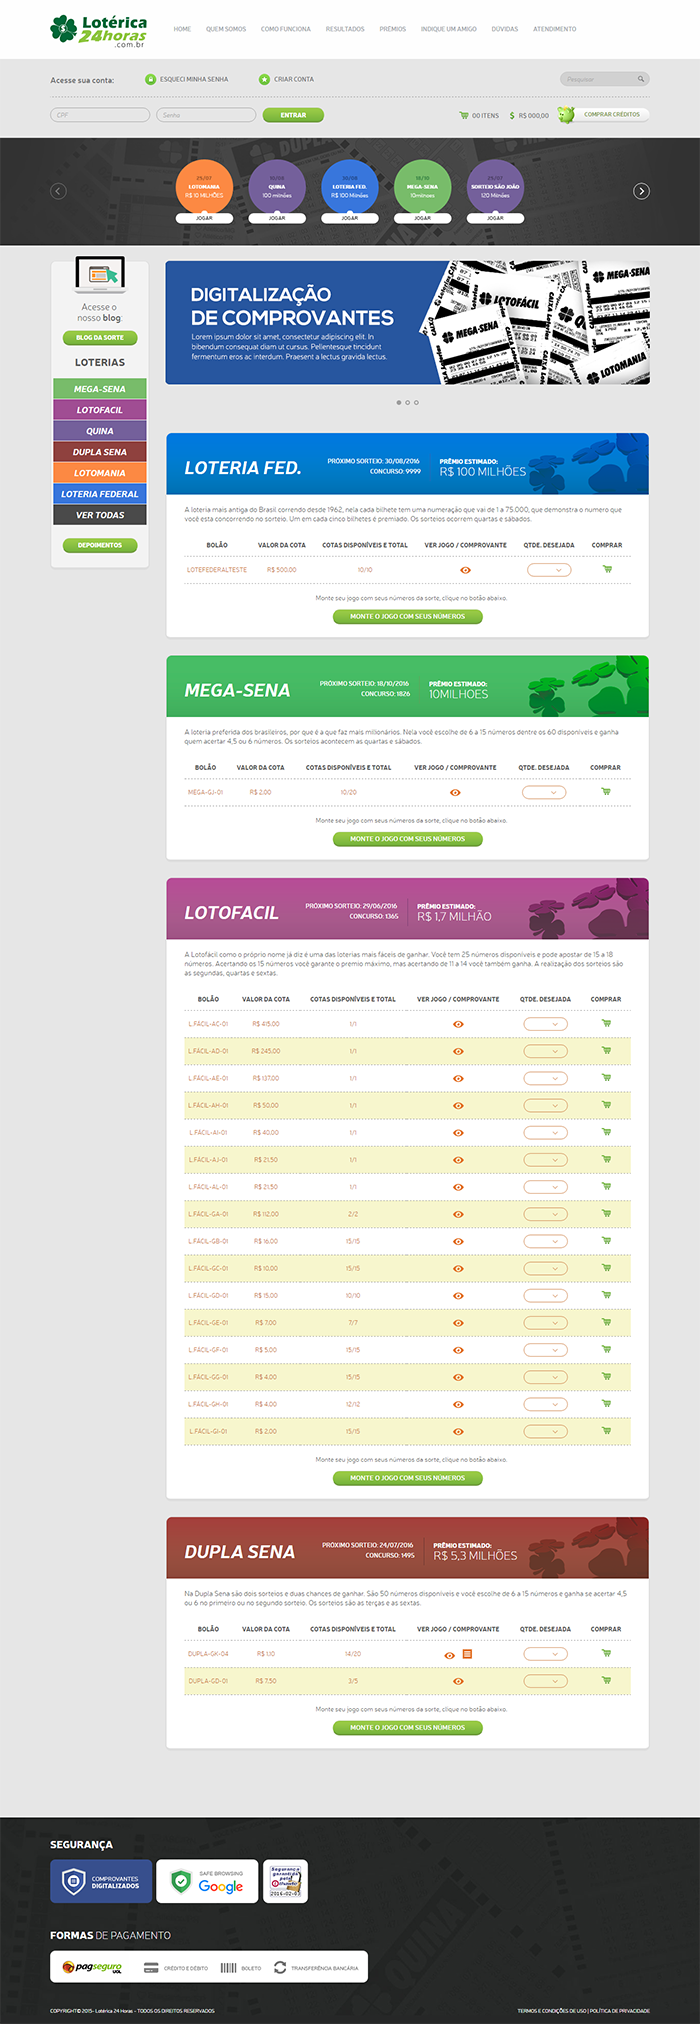 Lotérica
24horas
.com.br
HOME QUEM SOMOS COMO FUNCIONA RESULTADOS PRÊMIOS INDIQUE UM AMIGO DÚVIDAS ATENDIMENTO
Acesse sua conta: ESQUECI MINHA SENHA CRIAR CONTA Pesquisar
CPF Senha ENTRAR 00 ITENS $ R$ 000,00 COMPRAR CRÉDITOS
LOTOMANIA QUINA LOTERIA FED. MEGA-SENA SORTEIO SÃO JOÃO
R$ 10 MILHÕES 100 milhões R$ 100 Milhões 10milhoes 120 Milhões
JOGAR JOGAR JOGAR JOGAR JOGAR
Acesse o
nosso blog:
BLOG DA SORTE
LOTERIAS
MEGA-SENA
LOTOFACIL
QUINA
DUPLA SENA
LOTOMANIA
LOTERIA FEDERAL
VER TODAS
DEPOIMENTOS
DIGITALIZAÇÃO
DE COMPROVANTES
Lorem ipsum dolor sit amet, consectetur adipiscing elit. In
bibendum consequat diam ut cursus. Pellentesque tincidunt
fermentum eros ac interdum. Praesent a lectus gravida lectus.
MEGA-SENA
LOTOFÁCIL
MEGA-SENA
LOTOMANIA
LOTERIA FED.
PRÓXIMO SORTEIO: 30/08/2016
CONCURSO: 9999
PRÊMIO ESTIMADO:
R$ 100 MILHÕES
A loteria mais antiga do Brasil correndo desde 1962, nela cada bilhete tem uma numeração que vai de 1 a 75.000, que demonstra o numero que
você esta concorrendo no sorteio. Um em cada cinco bilhetes é premiado. Os sorteios ocorrem quartas e sábados.
BOLÃO VALOR DA COTA COTAS DISPONÍVEIS E TOTAL VER JOGO / COMPROVANTE QTDE. DESEJADA COMPRAR
LOTEFEDERALTESTE R$ 500,00 10/10
Monte seu jogo com seus números da sorte, clique no botão abaixo.
MONTE O JOGO COM SEUS NÚMEROS
MEGA-SENA
PRÓXIMO SORTEIO: 18/10/2016
CONCURSO: 1826
PRÊMIO ESTIMADO:
10MILHOES
A loteria preferida dos brasileiros, por que é a que faz mais milionários. Nela você escolhe de 6 a 15 números dentre os 60 disponíveis e ganha
quem acertar 4,5 ou 6 números. Os sorteios acontecem as quartas e sábados.
BOLÃO VALOR DA COTA COTAS DISPONÍVEIS E TOTAL VER JOGO / COMPROVANTE QTDE. DESEJADA COMPRAR
MEGA-GJ-01 R$ 2,00 10/20
Monte seu jogo com seus números da sorte, clique no botão abaixo.
MONTE O JOGO COM SEUS NÚMEROS
LOTOFACIL
PRÓXIMO SORTEIO: 29/06/2016
CONCURSO: 1365
PRÊMIO ESTIMADO:
R$ 1,7 MILHÃO
A Lotofácil como o próprio nome já diz é uma das loterias mais fáceis de ganhar. Você tem 25 números disponíveis e pode apostar de 15 a 18
números. Acertando os 15 números você garante o premio máximo, mas acertando de 11 a 14 você também ganha. A realização dos sorteios são
as segundas, quartas e sextas.
BOLÃO VALOR DA COTA COTAS DISPONÍVEIS E TOTAL VER JOGO / COMPROVANTE QTDE. DESEJADA COMPRAR
L.FÁCIL-AC-01 R$ 415,00 1/1
L.FÁCIL-AD-01 R$ 245,00 1/1
L.FÁCIL-AE-01 R$ 137,00 1/1
L.FÁCIL-AH-01 R$ 50,00 1/1
L.FÁCIL-AI-01 R$ 40,00 1/1
L.FÁCIL-AJ-01 R$ 21,50 1/1
L.FÁCIL-AL-01 R$ 21,50 1/1
L.FÁCIL-GA-01 R$ 112,00 2/2
L.FÁCIL-GB-01 R$ 16,00 15/15
L.FÁCIL-GC-01 R$ 10,00 15/15
L.FÁCIL-GD-01 R$ 15,00 10/10
L.FÁCIL-GE-01 R$ 7,00 7/7
L.FÁCIL-GF-01 R$ 5,00 15/15
L.FÁCIL-GG-01 R$ 4,00 15/15
L.FÁCIL-GH-01 R$ 4,00 12/12
L.FÁCIL-GI-01 R$ 2,00 15/15
Monte seu jogo com seus números da sorte, clique no botão abaixo.
MONTE O JOGO COM SEUS NÚMEROS
DUPLA SENA
PRÓXIMO SORTEIO: 24/07/2016
CONCURSO: 1495
PRÊMIO ESTIMADO:
R$ 5,3 MILHÕES
Na Dupla Sena são dois sorteios e duas chances de ganhar. São 50 números disponíveis e você escolhe de 6 a 15 números e ganha se acertar 4,5
ou 6 no primeiro ou no segundo sorteio. Os sorteios são as terças e as sextas.
BOLÃO VALOR DA COTA COTAS DISPONÍVEIS E TOTAL VER JOGO / COMPROVANTE QTDE. DESEJADA COMPRAR
DUPLA-GK-04 R$ 1,10 14/20
DUPLA-GD-01 R$ 7,50 3/5
Monte seu jogo com seus números da sorte, clique no botão abaixo.
MONTE O JOGO COM SEUS NÚMEROS
SEGURANÇA
COMPROVANTES
DIGITALIZADOS
SAFE BROWSING
Google
Segurança
garantida
pelo
FORMAS DE PAGAMENTO
pagseguro
UOL
CRÉDITO E DÉBITO BOLETO TRANSFERÊNCIA BANCÁRIA
COPYRIGHT© 2015- Lotérica 24 Horas - TODOS OS DIREITOS RESERVADOS
TERMOS E CONDIÇÕES DE USO | POLÍTICA DE PRIVACIDADE